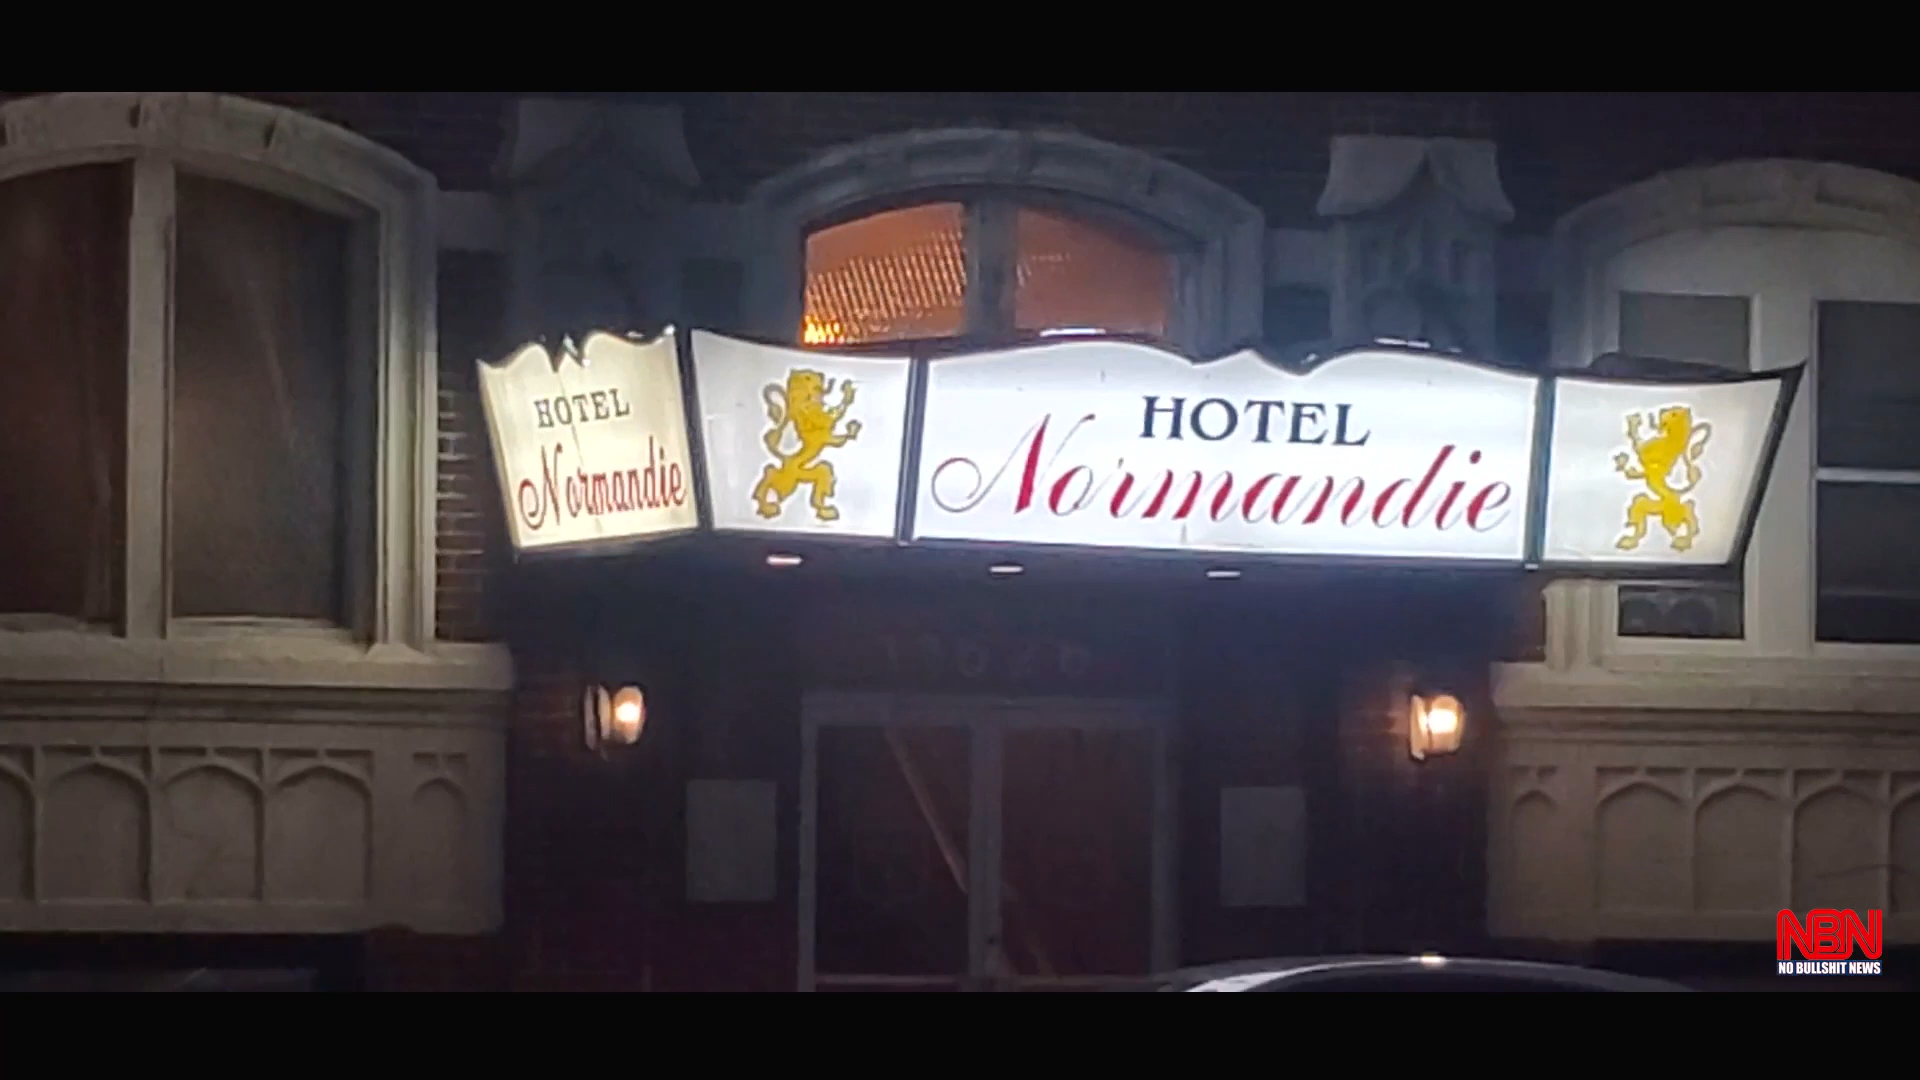 HOTEL
Normandie
HOTEL
Normandie
NBN
NO BULLSHIT NEWS